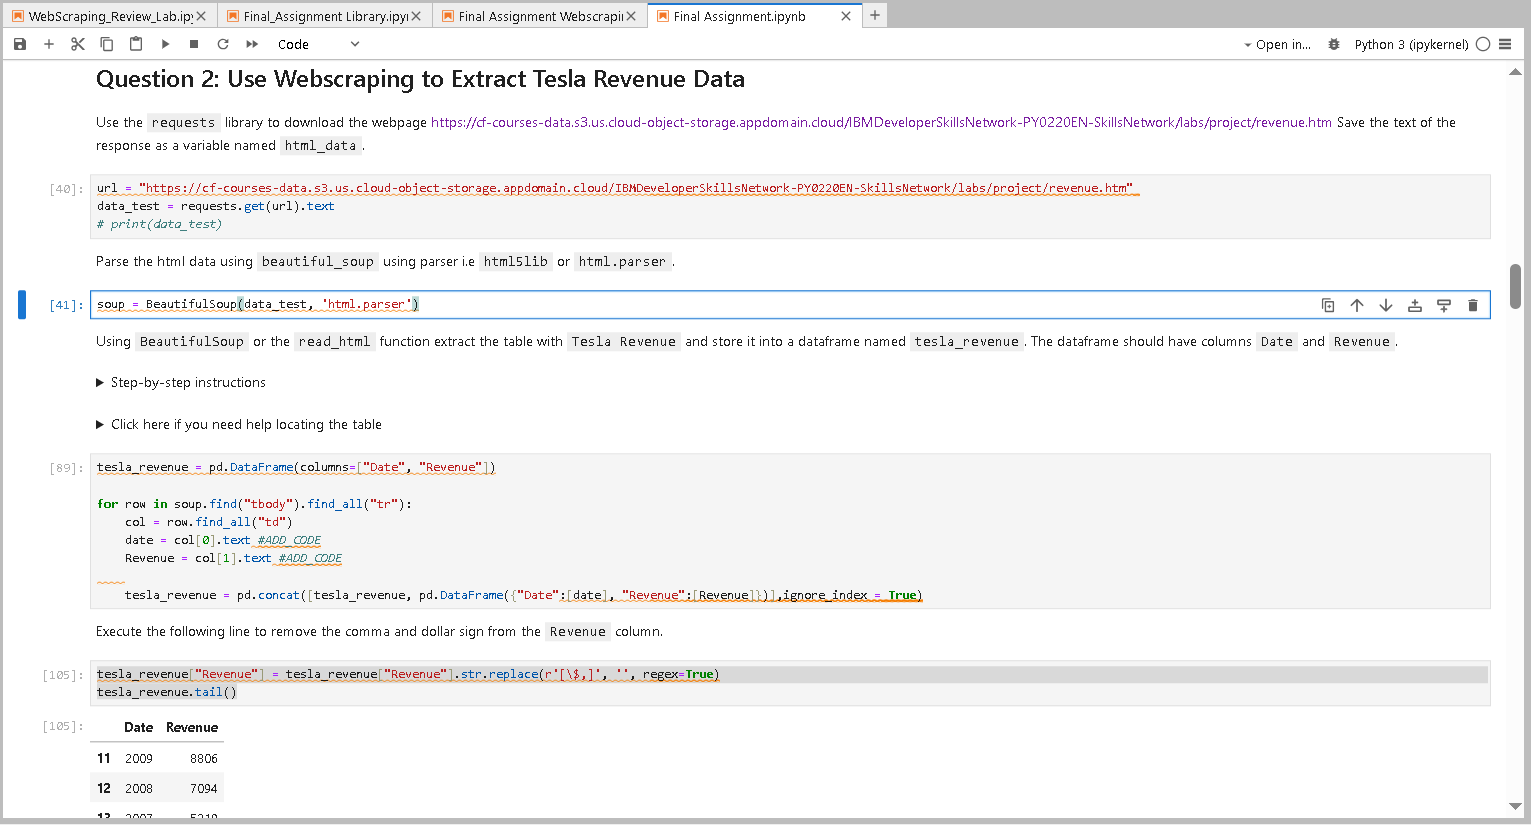 WebScraping_Review_Lab.ipy
Final_Assignment Library.ipyı
Final Assignment Webscrapin
Final Assignment.ipynb
Code
Open in...
Python 3 (ipykernel)
Question 2: Use Webscraping to Extract Tesla Revenue Data
Use the requests library to download the webpage https://cf-courses-data.s3.us.cloud-object-storage.appdomain.cloud/IBMDeveloperSkillsNetwork-PY0220EN-SkillsNetwork/labs/project/revenue.htm Save the text of the
response as a variable named html_data.
[40]: url = "https://cf-courses-data.s3.us.cloud-object-storage.appdomain.cloud/IBMDeveloperSkillsNetwork-PY0220EN-SkillsNetwork/labs/project/revenue.htm"
data_test = requests.get(url).text
# print(data_test)
Parse the html data using beautiful_soup using parser i.e html5lib or html.parser.
[41]: soup = BeautifulSoup(data_test, 'html.parser')
Using BeautifulSoup or the read_html function extract the table with Tesla Revenue and store it into a dataframe named tesla_revenue. The dataframe should have columns Date and Revenue.
▶ Step-by-step instructions
▶ Click here if you need help locating the table
[89]: tesla_revenue = pd.DataFrame(columns=["Date", "Revenue"])
for row in soup.find("tbody").find_all("tr"):
    col = row.find_all("td")
    date = col[0].text #ADD_CODE
    Revenue = col[1].text #ADD_CODE
    tesla_revenue = pd.concat([tesla_revenue, pd.DataFrame({"Date":[date], "Revenue":[Revenue]})],ignore_index = True)
Execute the following line to remove the comma and dollar sign from the Revenue column.
[105]: tesla_revenue["Revenue"] = tesla_revenue["Revenue"].str.replace(r'[\$,]', '', regex=True)
tesla_revenue.tail()
[105]: Date Revenue
11 2009 8806
12 2008 7094
13 2007 5319